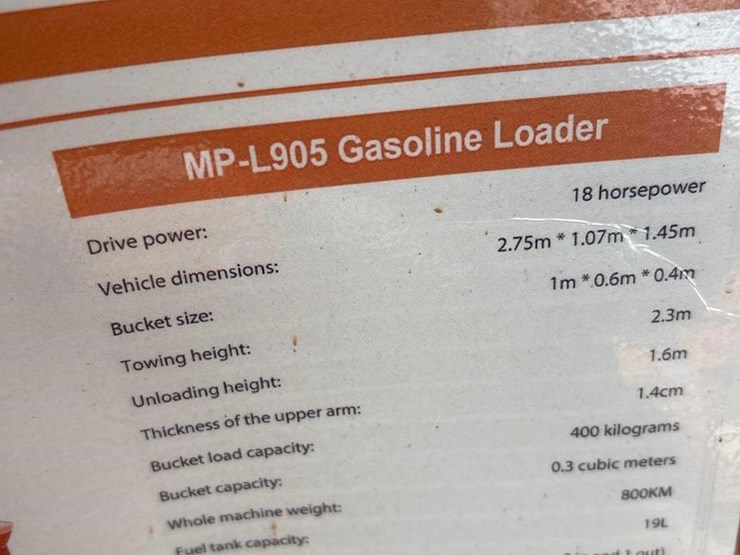 MP-L905 Gasoline Loader
Drive power: 18 horsepower
Vehicle dimensions: 2.75m * 1.07m * 1.45m
Bucket size: 1m * 0.6m * 0.4m
Towing height: 2.3m
Unloading height: 1.6m
Thickness of the upper arm: 1.4cm
Bucket load capacity: 400 kilograms
Bucket capacity: 0.3 cubic meters
Whole machine weight: 800KM
Fuel tank capacity: 19L